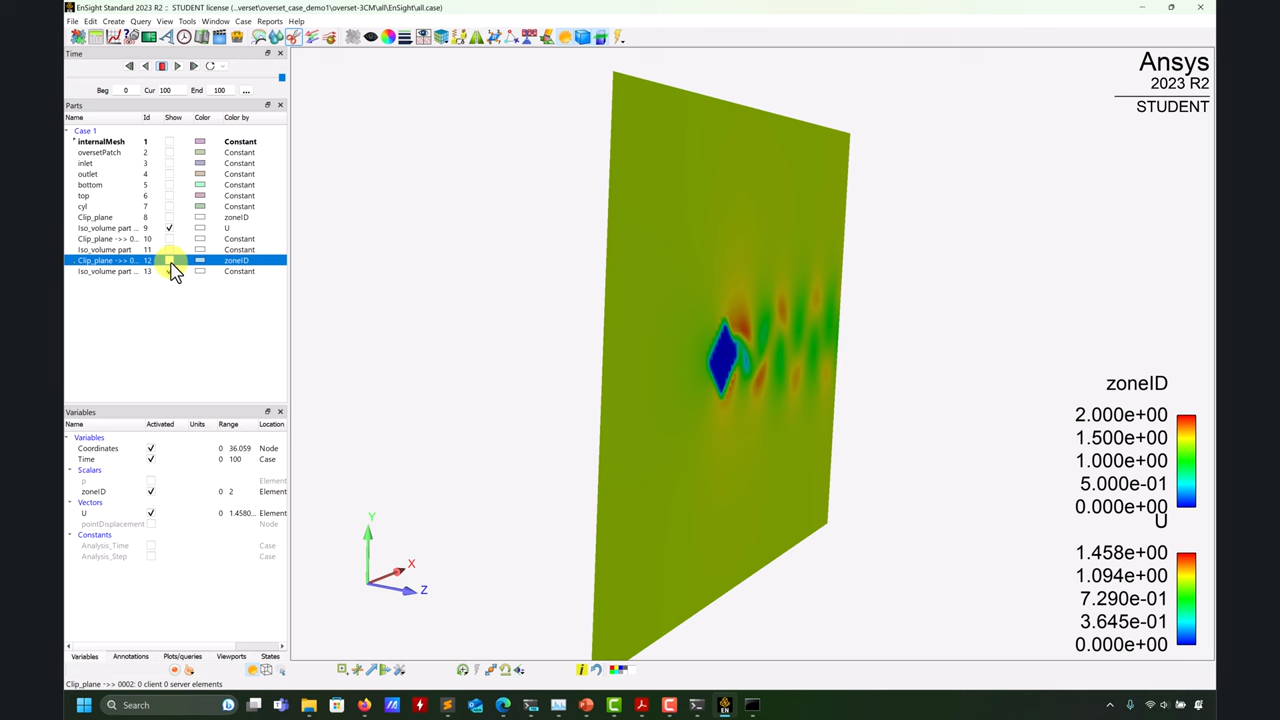 EnSight Standard 2023 R2 :: STUDENT license (..verset\overset_case_demo1\overset-3CM\all\EnSight\all.case)
File Edit Create Query View Tools Window Case Reports Help
Time
Beg 0 Cur 100 End 100 ...
Parts
Name Id Show Color Color by
Case 1
internalMesh 1 Constant
oversetPatch 2 Constant
inlet 3 Constant
outlet 4 Constant
bottom 5 Constant
top 6 Constant
cyl 7 Constant
Clip_plane 8 zoneID
Iso_volume part ... 9 U
Clip_plane ->> 0... 10 Constant
Iso_volume part 11 Constant
Clip_plane ->> 0... 12 zoneID
Iso_volume part ... 13 Constant
Variables
Name Activated Units Range Location
Variables
Coordinates 0 36.059 Node
Time 0 100 Case
Scalars
p Element
zoneID 0 2 Element
Vectors
U 0 1.4580... Element
pointDisplacement Node
Constants
Analysis_Time Case
Analysis_Step Case
Variables Annotations Plots/queries Viewports States
Clip_plane ->> 0002: 0 client 0 server elements
Ansys
2023 R2
STUDENT
Y
X
Z
zoneID
2.000e+00
1.500e+00
1.000e+00
5.000e-01
0.000e+00
U
1.458e+00
1.094e+00
7.290e-01
3.645e-01
0.000e+00
Search
EN